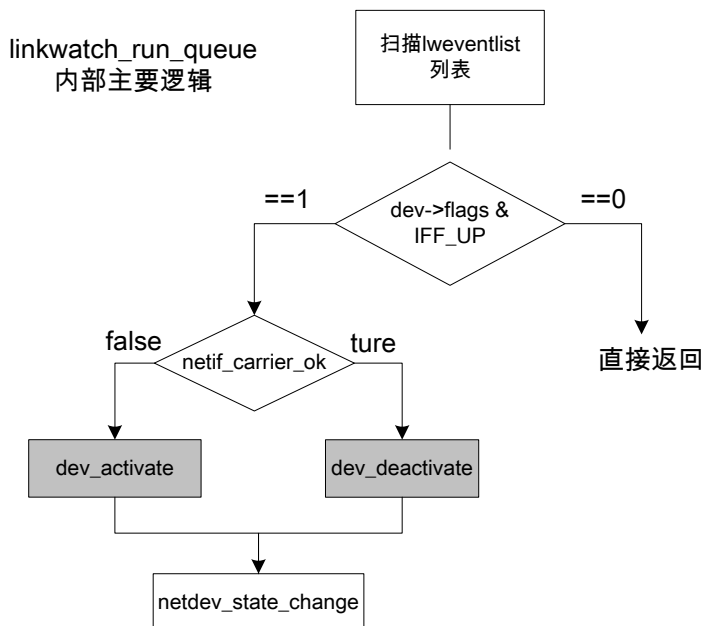 linkwatch_run_queue
内部主要逻辑
扫描lweventlist
列表
==1
dev->flags &
IFF_UP
==0
false
netif_carrier_ok
ture
直接返回
dev_activate
dev_deactivate
netdev_state_change